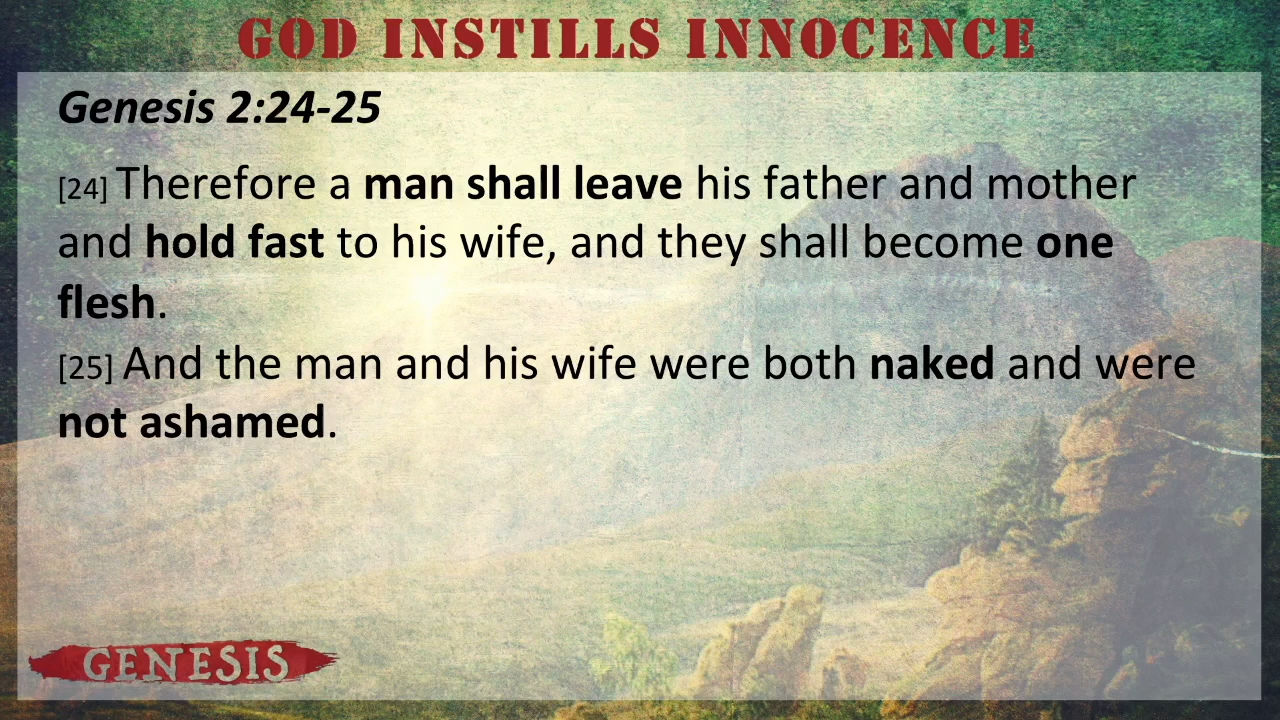 GOD INSTILLS INNOCENCE
Genesis 2:24-25
[24] Therefore a man shall leave his father and mother
and hold fast to his wife, and they shall become one
flesh.
[25] And the man and his wife were both naked and were
not ashamed.
GENESIS